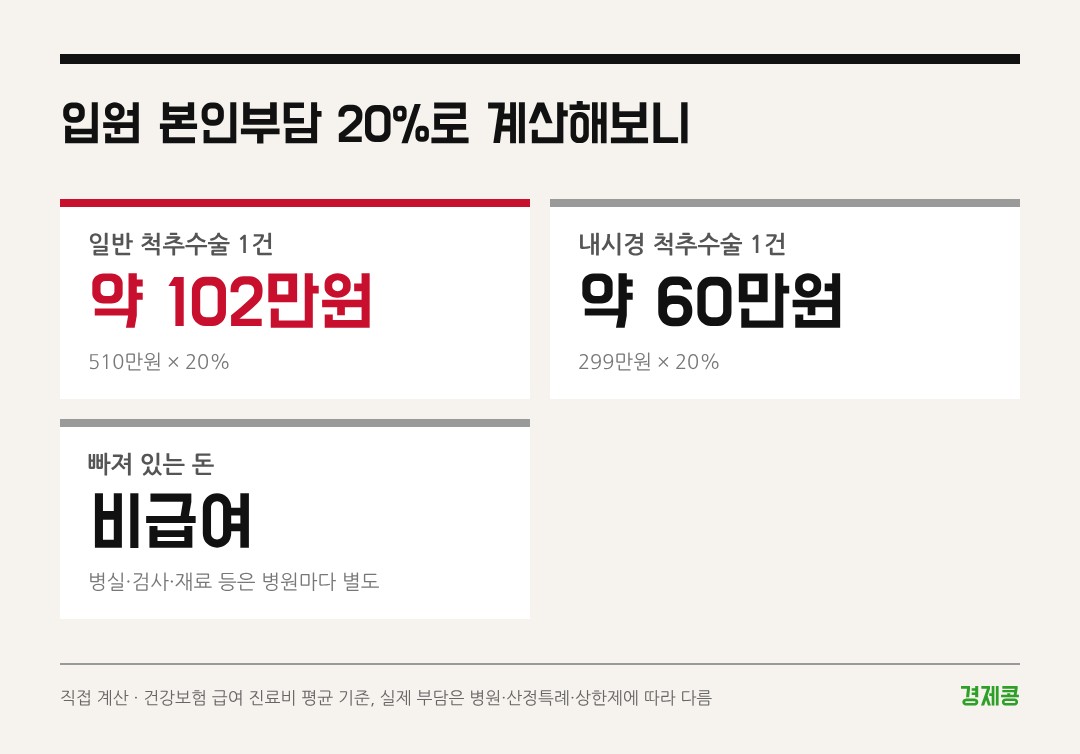 입원 본인부담 20%로 계산해보니
일반 척추수술 1건
약 102만원
510만원 × 20%
내시경 척추수술 1건
약 60만원
299만원 × 20%
빠져 있는 돈
비급여
병실·검사·재료 등은 병원마다 별도
직접 계산 · 건강보험 급여 진료비 평균 기준, 실제 부담은 병원·산정특례·상한제에 따라 다름
경제콩